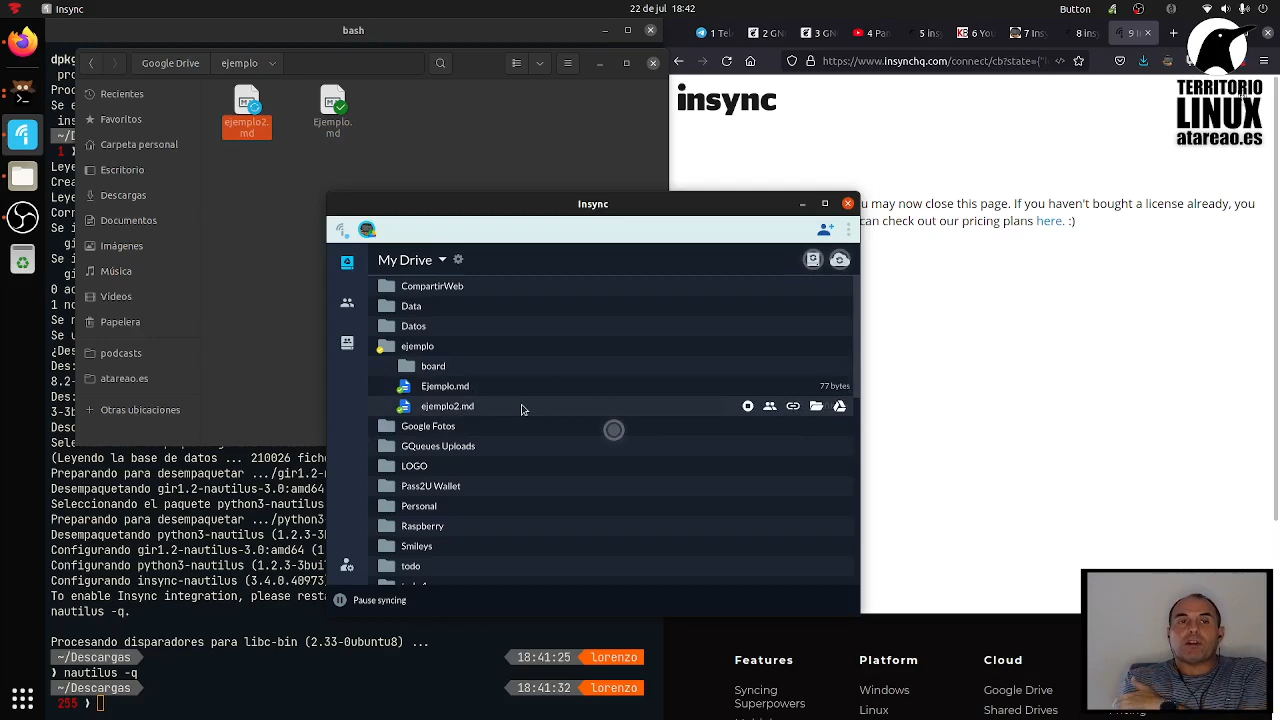 Insync
22 de jul 18:42
Button
bash
Google Drive
ejemplo
Recientes
Favoritos
Carpeta personal
Escritorio
Descargas
Documentos
Imágenes
Música
Vídeos
Papelera
podcasts
atareao.es
Otras ubicaciones
ejemplo2.
md
Ejemplo.
md
Insync
My Drive
CompartirWeb
Data
Datos
ejemplo
board
Ejemplo.md
77 bytes
ejemplo2.md
Google Fotos
GQueues Uploads
LOGO
Pass2U Wallet
Personal
Raspberry
Smileys
todo
Pause syncing
(Leyendo la base de datos ... 210026 fiche
Preparando para desempaquetar .../gir1.2-
Desempaquetando gir1.2-nautilus-3.0:amd64
Seleccionando el paquete python3-nautilus
Preparando para desempaquetar .../python3
Desempaquetando python3-nautilus (1.2.3-3b
Configurando gir1.2-nautilus-3.0:amd64 (1
Configurando python3-nautilus (1.2.3-3bui
Configurando insync-nautilus (3.4.0.40973
To enable Insync integration, please resta
nautilus -q.
Procesando disparadores para libc-bin (2.33-0ubuntu8) ...
~/Descargas 18:41:25 lorenzo
❯ nautilus -q
~/Descargas 18:41:32 lorenzo
255 ❯
https://www.insynchq.com/connect/cb?state={"
insync
TERRITORIO
LINUX
atareao.es
u may now close this page. If you haven't bought a license already, you
can check out our pricing plans here. :)
Features
Platform
Cloud
Syncing
Superpowers
Windows
Linux
Google Drive
Shared Drives